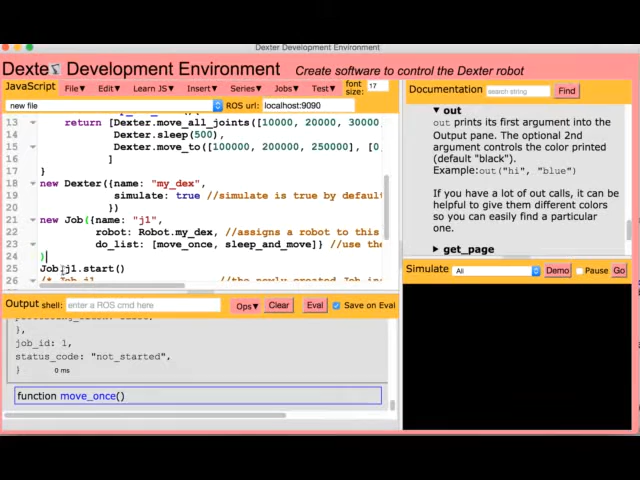 Dexter Development Environment
Dexter Development Environment Create software to control the Dexter robot
JavaScript File▾ Edit▾ Learn JS▾ Insert▾ Series▾ Jobs▾ Test▾ font size: 17
new file ROS url: localhost:9090
13 return [Dexter.move_all_joints([10000, 20000, 30000
14 Dexter.sleep(500),
15 Dexter.move_to([100000, 200000, 250000], [0,
16 ]
17 }
18 new Dexter({name: "my_dex",
19 simulate: true //simulate is true by defau
20 })
21 new Job({name: "j1",
22 robot: Robot.my_dex, //assigns a robot to this
23 do_list: [move_once, sleep_and_move]} //use the
24 )
25 Job.j1.start()
26 /* Job.j1 //the newly created Job in
Output shell: enter a ROS cmd here Ops▾ Clear Eval Save on Eval
},
job_id: 1,
status_code: "not_started",
} 0 ms
function move_once()
Documentation search string Find
out
out prints its first argument into the
Output pane. The optional 2nd
argument controls the color printed
(default "black").
Example: out("hi", "blue")
If you have a lot of out calls, it can be
helpful to give them different colors
so you can easily find a particular
one.
get_page
Simulate All Demo Pause Go